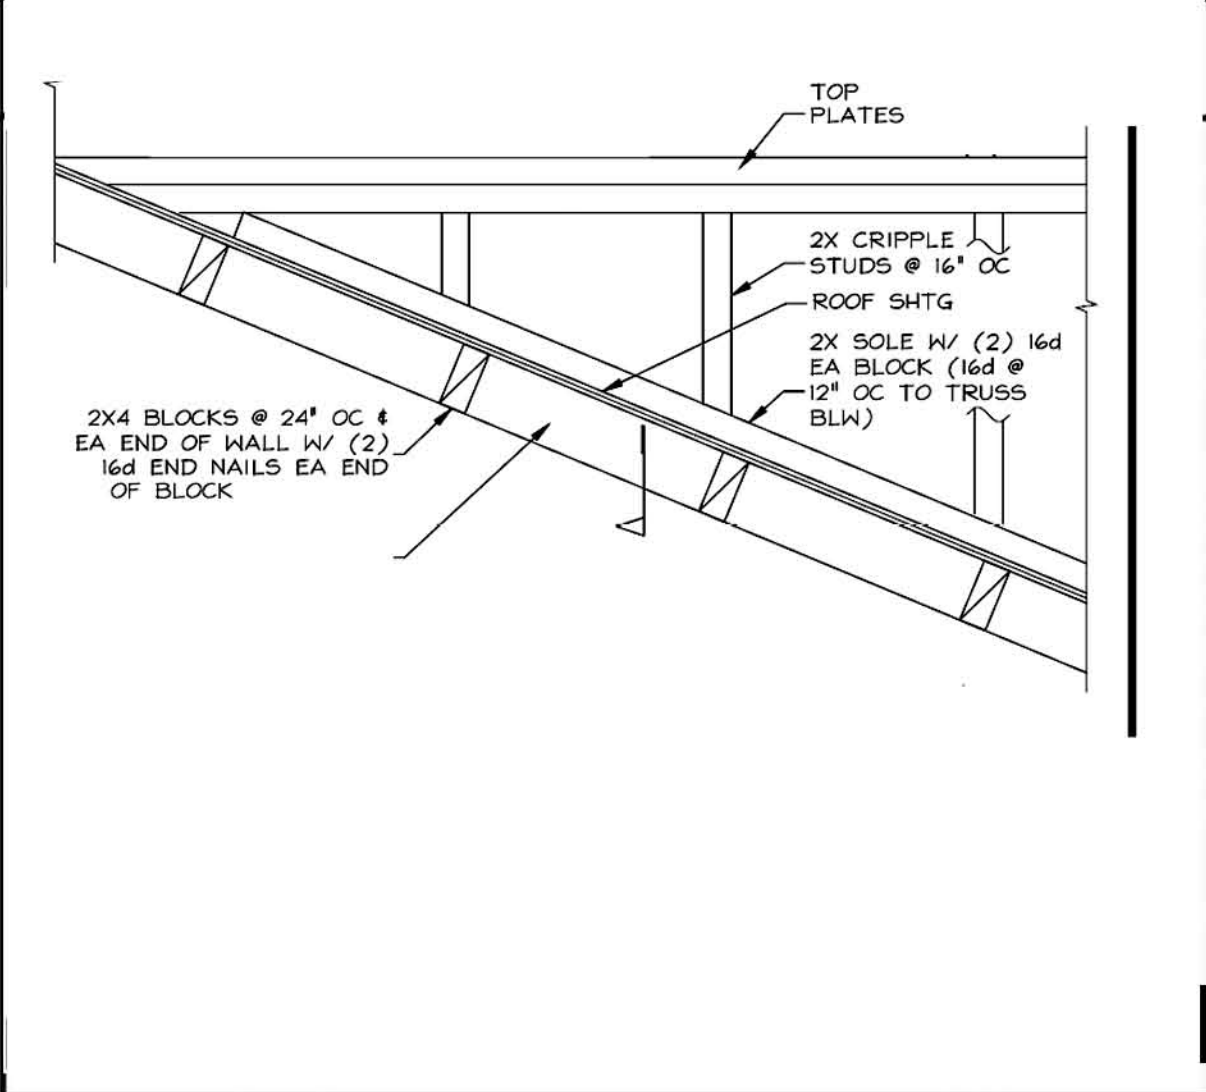 TOP
PLATES
2X CRIPPLE
STUDS @ 16" OC
ROOF SHTG
2X SOLE W/ (2) 16d
EA BLOCK (16d @
12" OC TO TRUSS
BLW)
2X4 BLOCKS @ 24" OC &
EA END OF WALL W/ (2)
16d END NAILS EA END
OF BLOCK